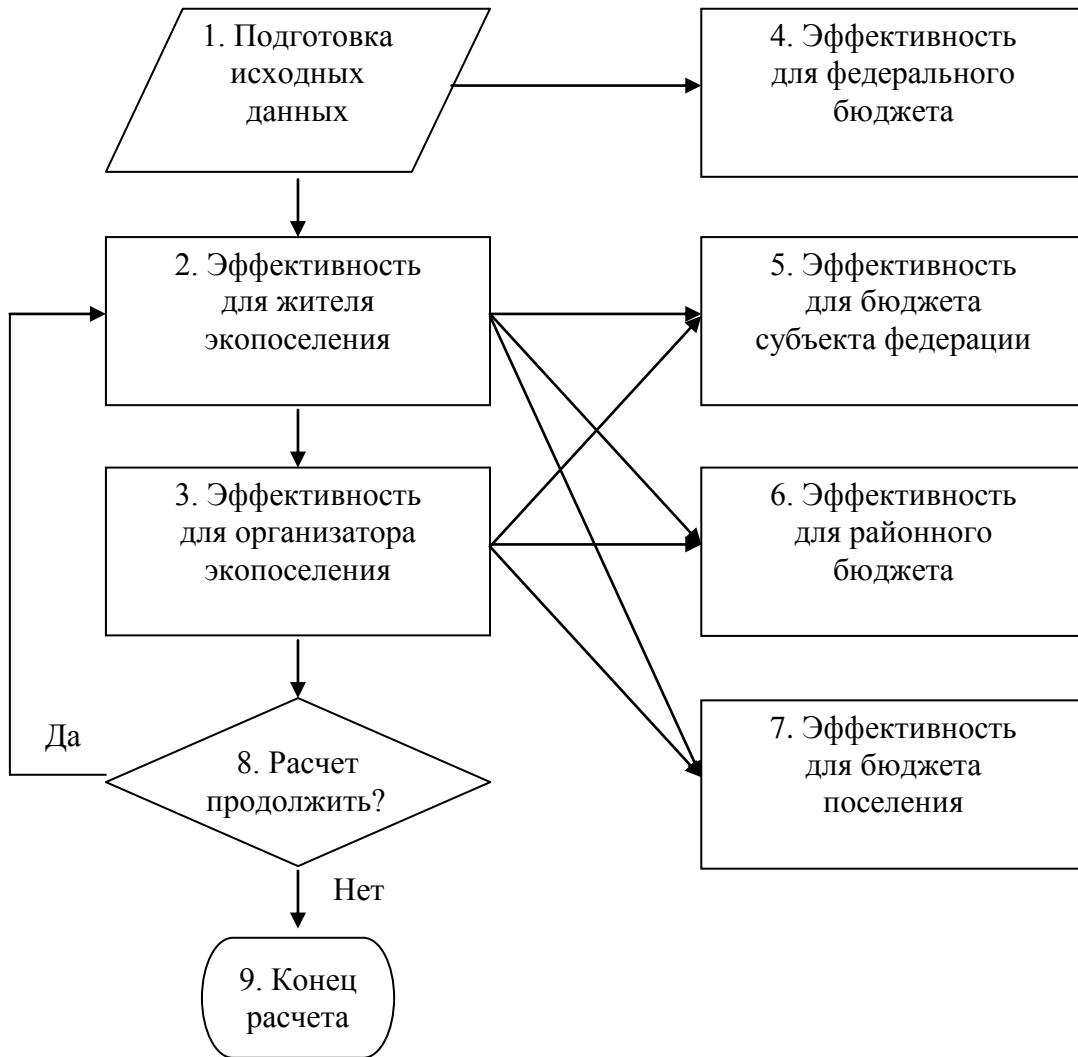 1. Подготовка
исходных
данных
4. Эффективность
для федерального
бюджета
2. Эффективность
для жителя
экопоселения
5. Эффективность
для бюджета
субъекта федерации
3. Эффективность
для организатора
экопоселения
6. Эффективность
для районного
бюджета
Да
8. Расчет
продолжить?
7. Эффективность
для бюджета
поселения
Нет
9. Конец
расчета